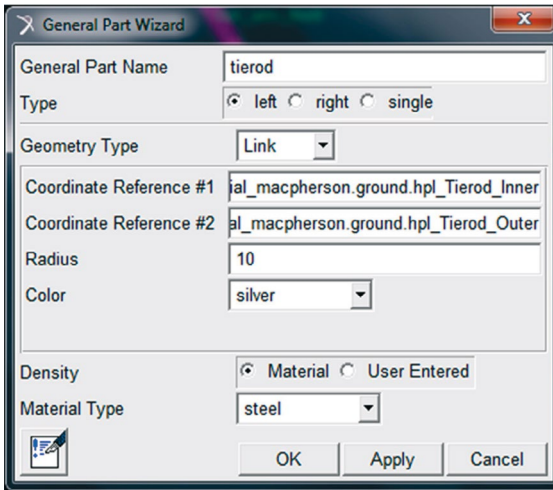 General Part Wizard
General Part Name tierod
Type left right single
Geometry Type Link
Coordinate Reference #1 ial_macpherson.ground.hpl_Tierod_Inner
Coordinate Reference #2 al_macpherson.ground.hpl_Tierod_Outer
Radius 10
Color silver
Density Material User Entered
Material Type steel
OK Apply Cancel